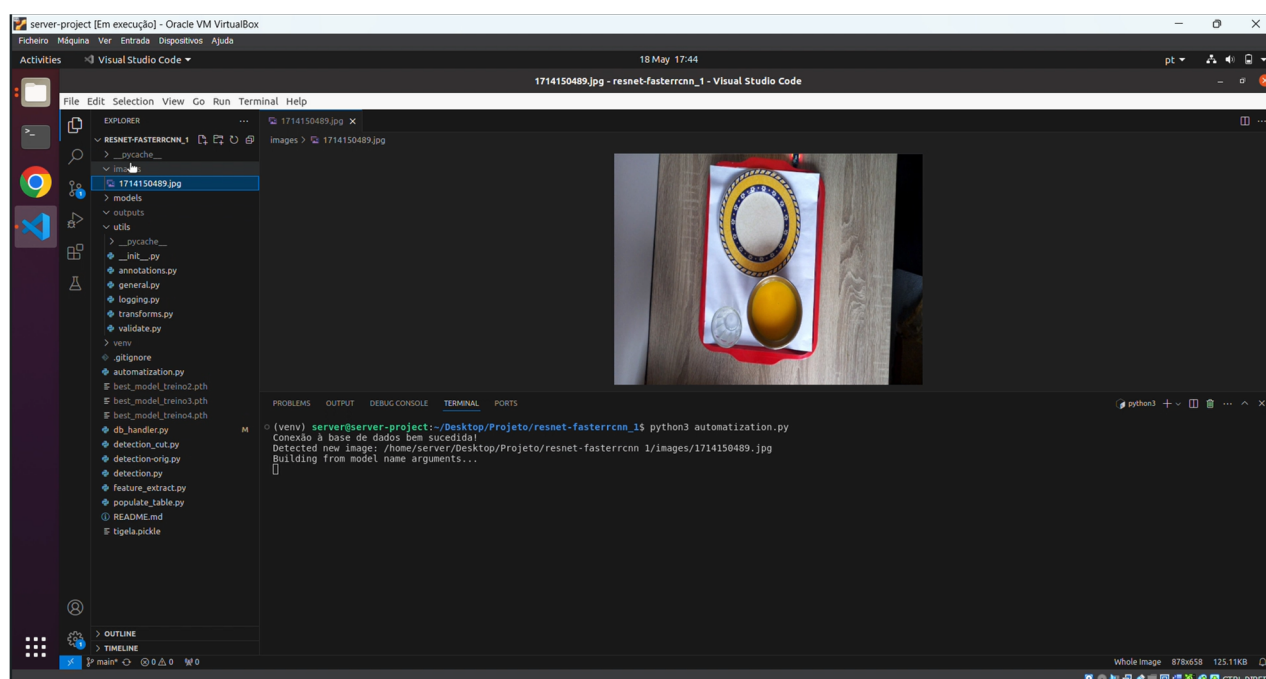 server-project [Em execução] - Oracle VM VirtualBox
Ficheiro Máquina Ver Entrada Dispositivos Ajuda
Activities Visual Studio Code 18 May 17:44 pt
1714150489.jpg - resnet-fasterrcnn_1 - Visual Studio Code
File Edit Selection View Go Run Terminal Help
EXPLORER
1714150489.jpg
RESNET-FASTERRCNN_1
images > 1714150489.jpg
__pycache__
1714150489.jpg
models
outputs
utils
__pycache__
__init__.py
annotations.py
general.py
logging.py
transforms.py
validate.py
venv
.gitignore
automatization.py
best_model_treino2.pth
best_model_treino3.pth
best_model_treino4.pth
db_handler.py M
detection_cut.py
detection-orig.py
detection.py
feature_extract.py
populate_table.py
README.md
tigela.pickle
OUTLINE
TIMELINE
PROBLEMS OUTPUT DEBUG CONSOLE TERMINAL PORTS
python3
(venv) server@server-project:~/Desktop/Projeto/resnet-fasterrcnn_1$ python3 automatization.py
Conexão à base de dados bem sucedida!
Detected new image: /home/server/Desktop/Projeto/resnet-fasterrcnn 1/images/1714150489.jpg
Building from model name arguments...
main* 0 0 0
Whole Image 878x658 125.11KB